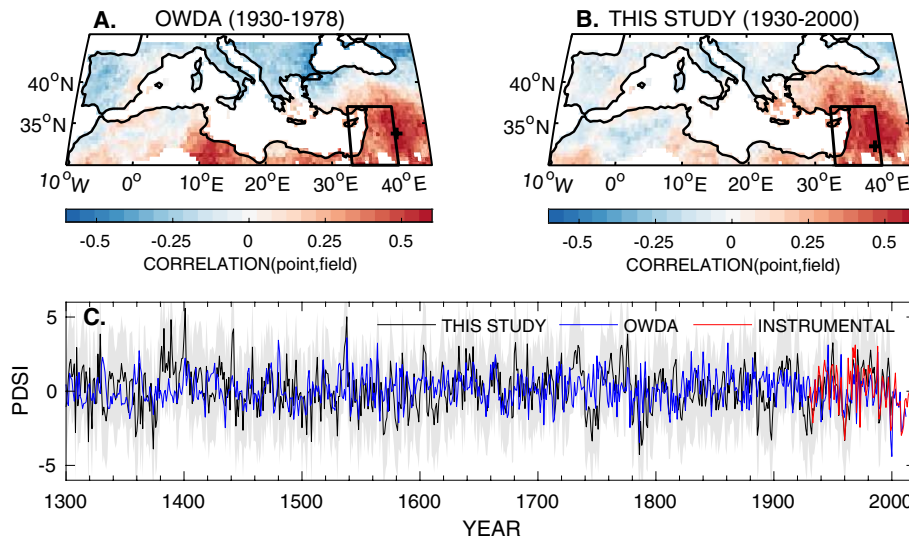 A. OWDA (1930-1978)
B. THIS STUDY (1930-2000)
40°N
35°N
10°W 0° 10°E 20°E 30°E 40°E
-0.5 -0.25 0 0.25 0.5
CORRELATION(point,field)
40°N
35°N
10°W 0° 10°E 20°E 30°E 40°E
-0.5 -0.25 0 0.25 0.5
CORRELATION(point,field)
C. THIS STUDY OWDA INSTRUMENTAL
5
0
-5
PDSI
1300 1400 1500 1600 1700 1800 1900 2000
YEAR